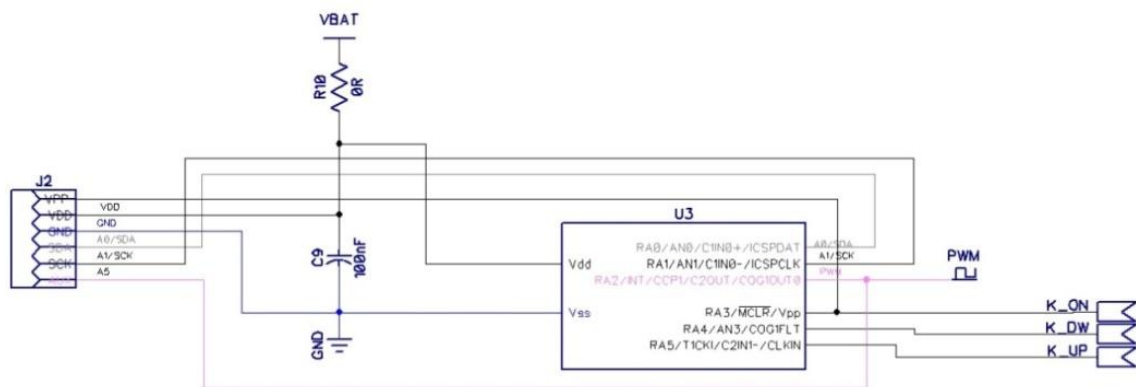 VBAT
R10
0R
J2
VPP
VDD
VDD
GND
GND
A0/SDA
SDA
A1/SCK
SCK
A5
AUX
C9
100nF
GND
U3
RA0/AN0/C1IN0+/ICSPDAT
A0/SDA
RA1/AN1/C1IN0-/ICSPCLK
A1/SCK
RA2/INT/CCP1/C2OUT/COG1OUT0
PWM
PWM
Vdd
Vss
RA3/MCLR/Vpp
RA4/AN3/COG1FLT
RA5/T1CKI/C2IN1-/CLKIN
K_ON
K_DW
K_UP